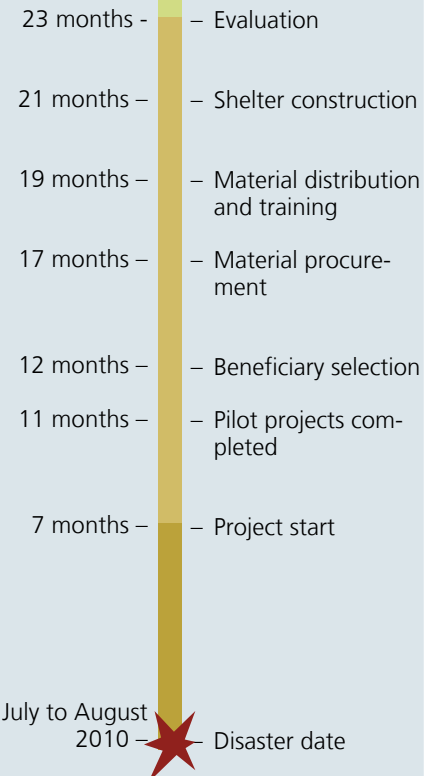 23 months - – Evaluation
21 months – – Shelter construction
19 months – – Material distribution
and training
17 months – – Material procure-
ment
12 months – – Beneficiary selection
11 months – – Pilot projects com-
pleted
7 months – – Project start
July to August
2010 – – Disaster date